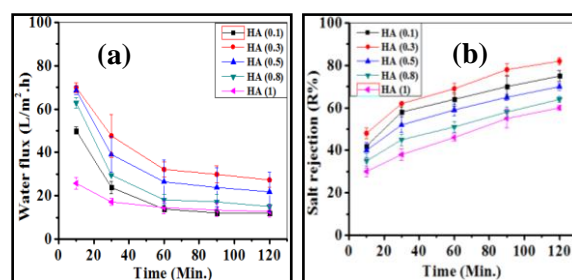 (a)
HA (0.1)
HA (0.3)
HA (0.5)
HA (0.8)
HA (1)
Water flux (L/m².h)
100
80
60
40
20
0
0 20 40 60 80 100 120
Time (Min.)
(b)
HA (0.1)
HA (0.3)
HA (0.5)
HA (0.8)
HA (1)
Salt rejection (R%)
100
80
60
40
20
0
0 20 40 60 80 100 120
Time (Min.)